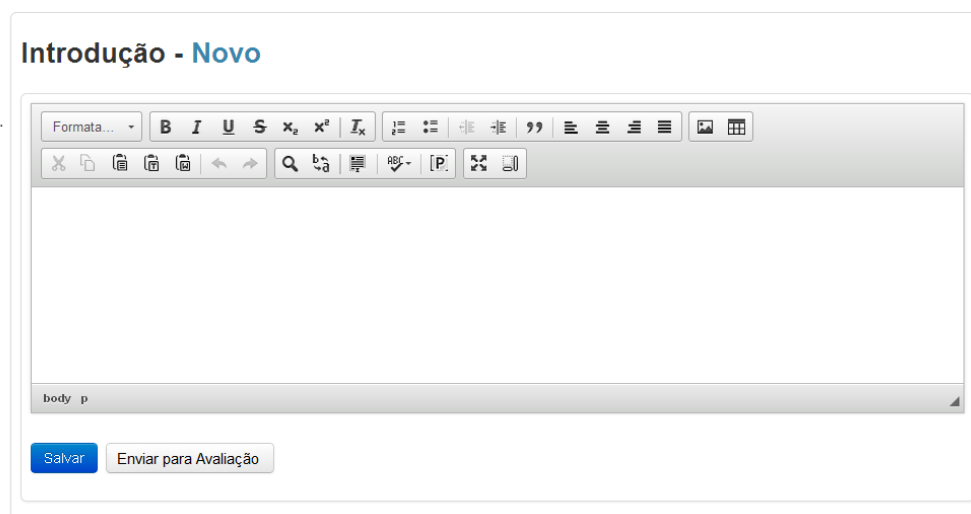 Introdução - Novo
Formata...
body p
Salvar
Enviar para Avaliação